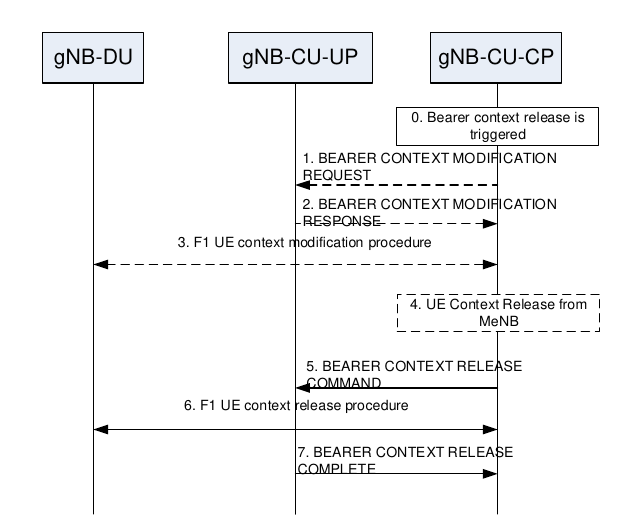 gNB-DU
gNB-CU-UP
gNB-CU-CP
0. Bearer context release is
triggered
1. BEARER CONTEXT MODIFICATION
REQUEST
2. BEARER CONTEXT MODIFICATION
RESPONSE
3. F1 UE context modification procedure
4. UE Context Release from
MeNB
5. BEARER CONTEXT RELEASE
COMMAND
6. F1 UE context release procedure
7. BEARER CONTEXT RELEASE
COMPLETE